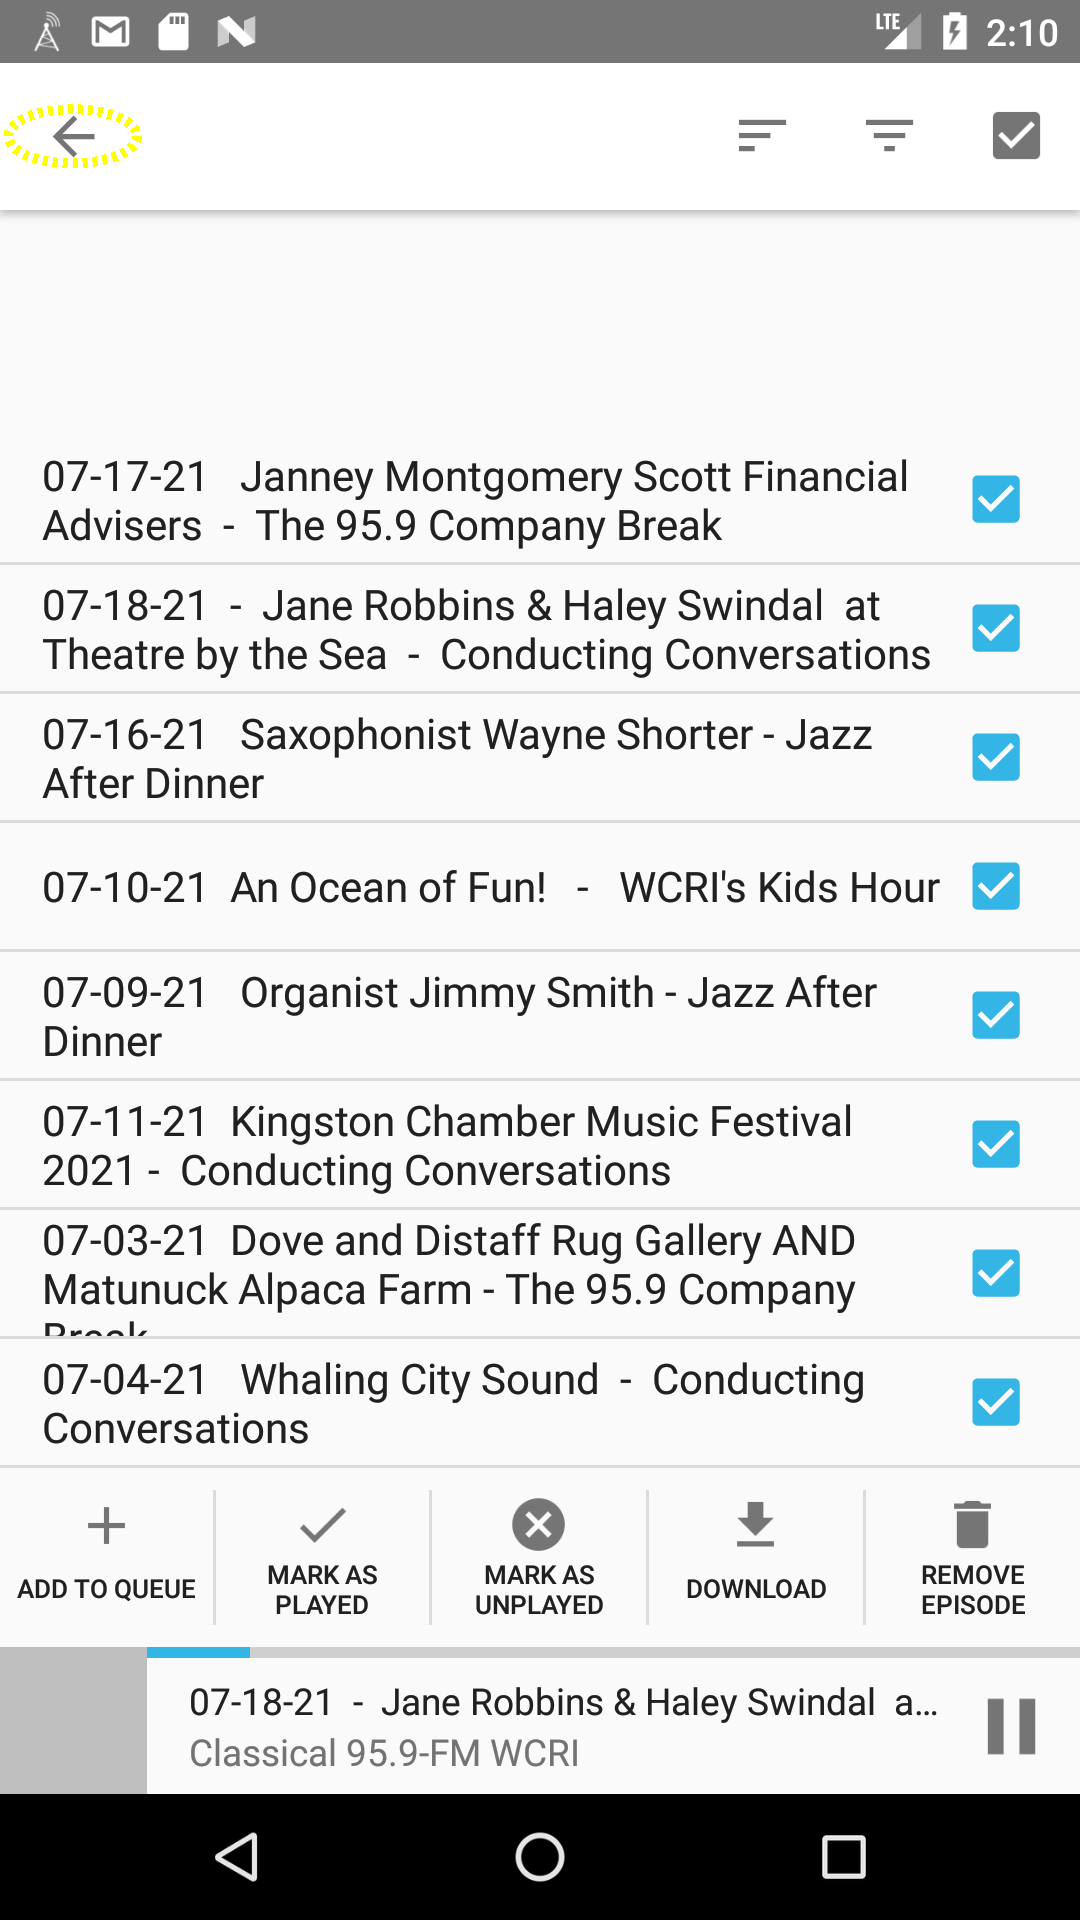 LTE 2:10
07-17-21 Janney Montgomery Scott Financial
Advisers - The 95.9 Company Break
07-18-21 - Jane Robbins & Haley Swindal at
Theatre by the Sea - Conducting Conversations
07-16-21 Saxophonist Wayne Shorter - Jazz
After Dinner
07-10-21 An Ocean of Fun! - WCRI's Kids Hour
07-09-21 Organist Jimmy Smith - Jazz After
Dinner
07-11-21 Kingston Chamber Music Festival
2021 - Conducting Conversations
07-03-21 Dove and Distaff Rug Gallery AND
Matunuck Alpaca Farm - The 95.9 Company
Break
07-04-21 Whaling City Sound - Conducting
Conversations
ADD TO QUEUE
MARK AS
PLAYED
MARK AS
UNPLAYED
DOWNLOAD
REMOVE
EPISODE
07-18-21 - Jane Robbins & Haley Swindal a...
Classical 95.9-FM WCRI